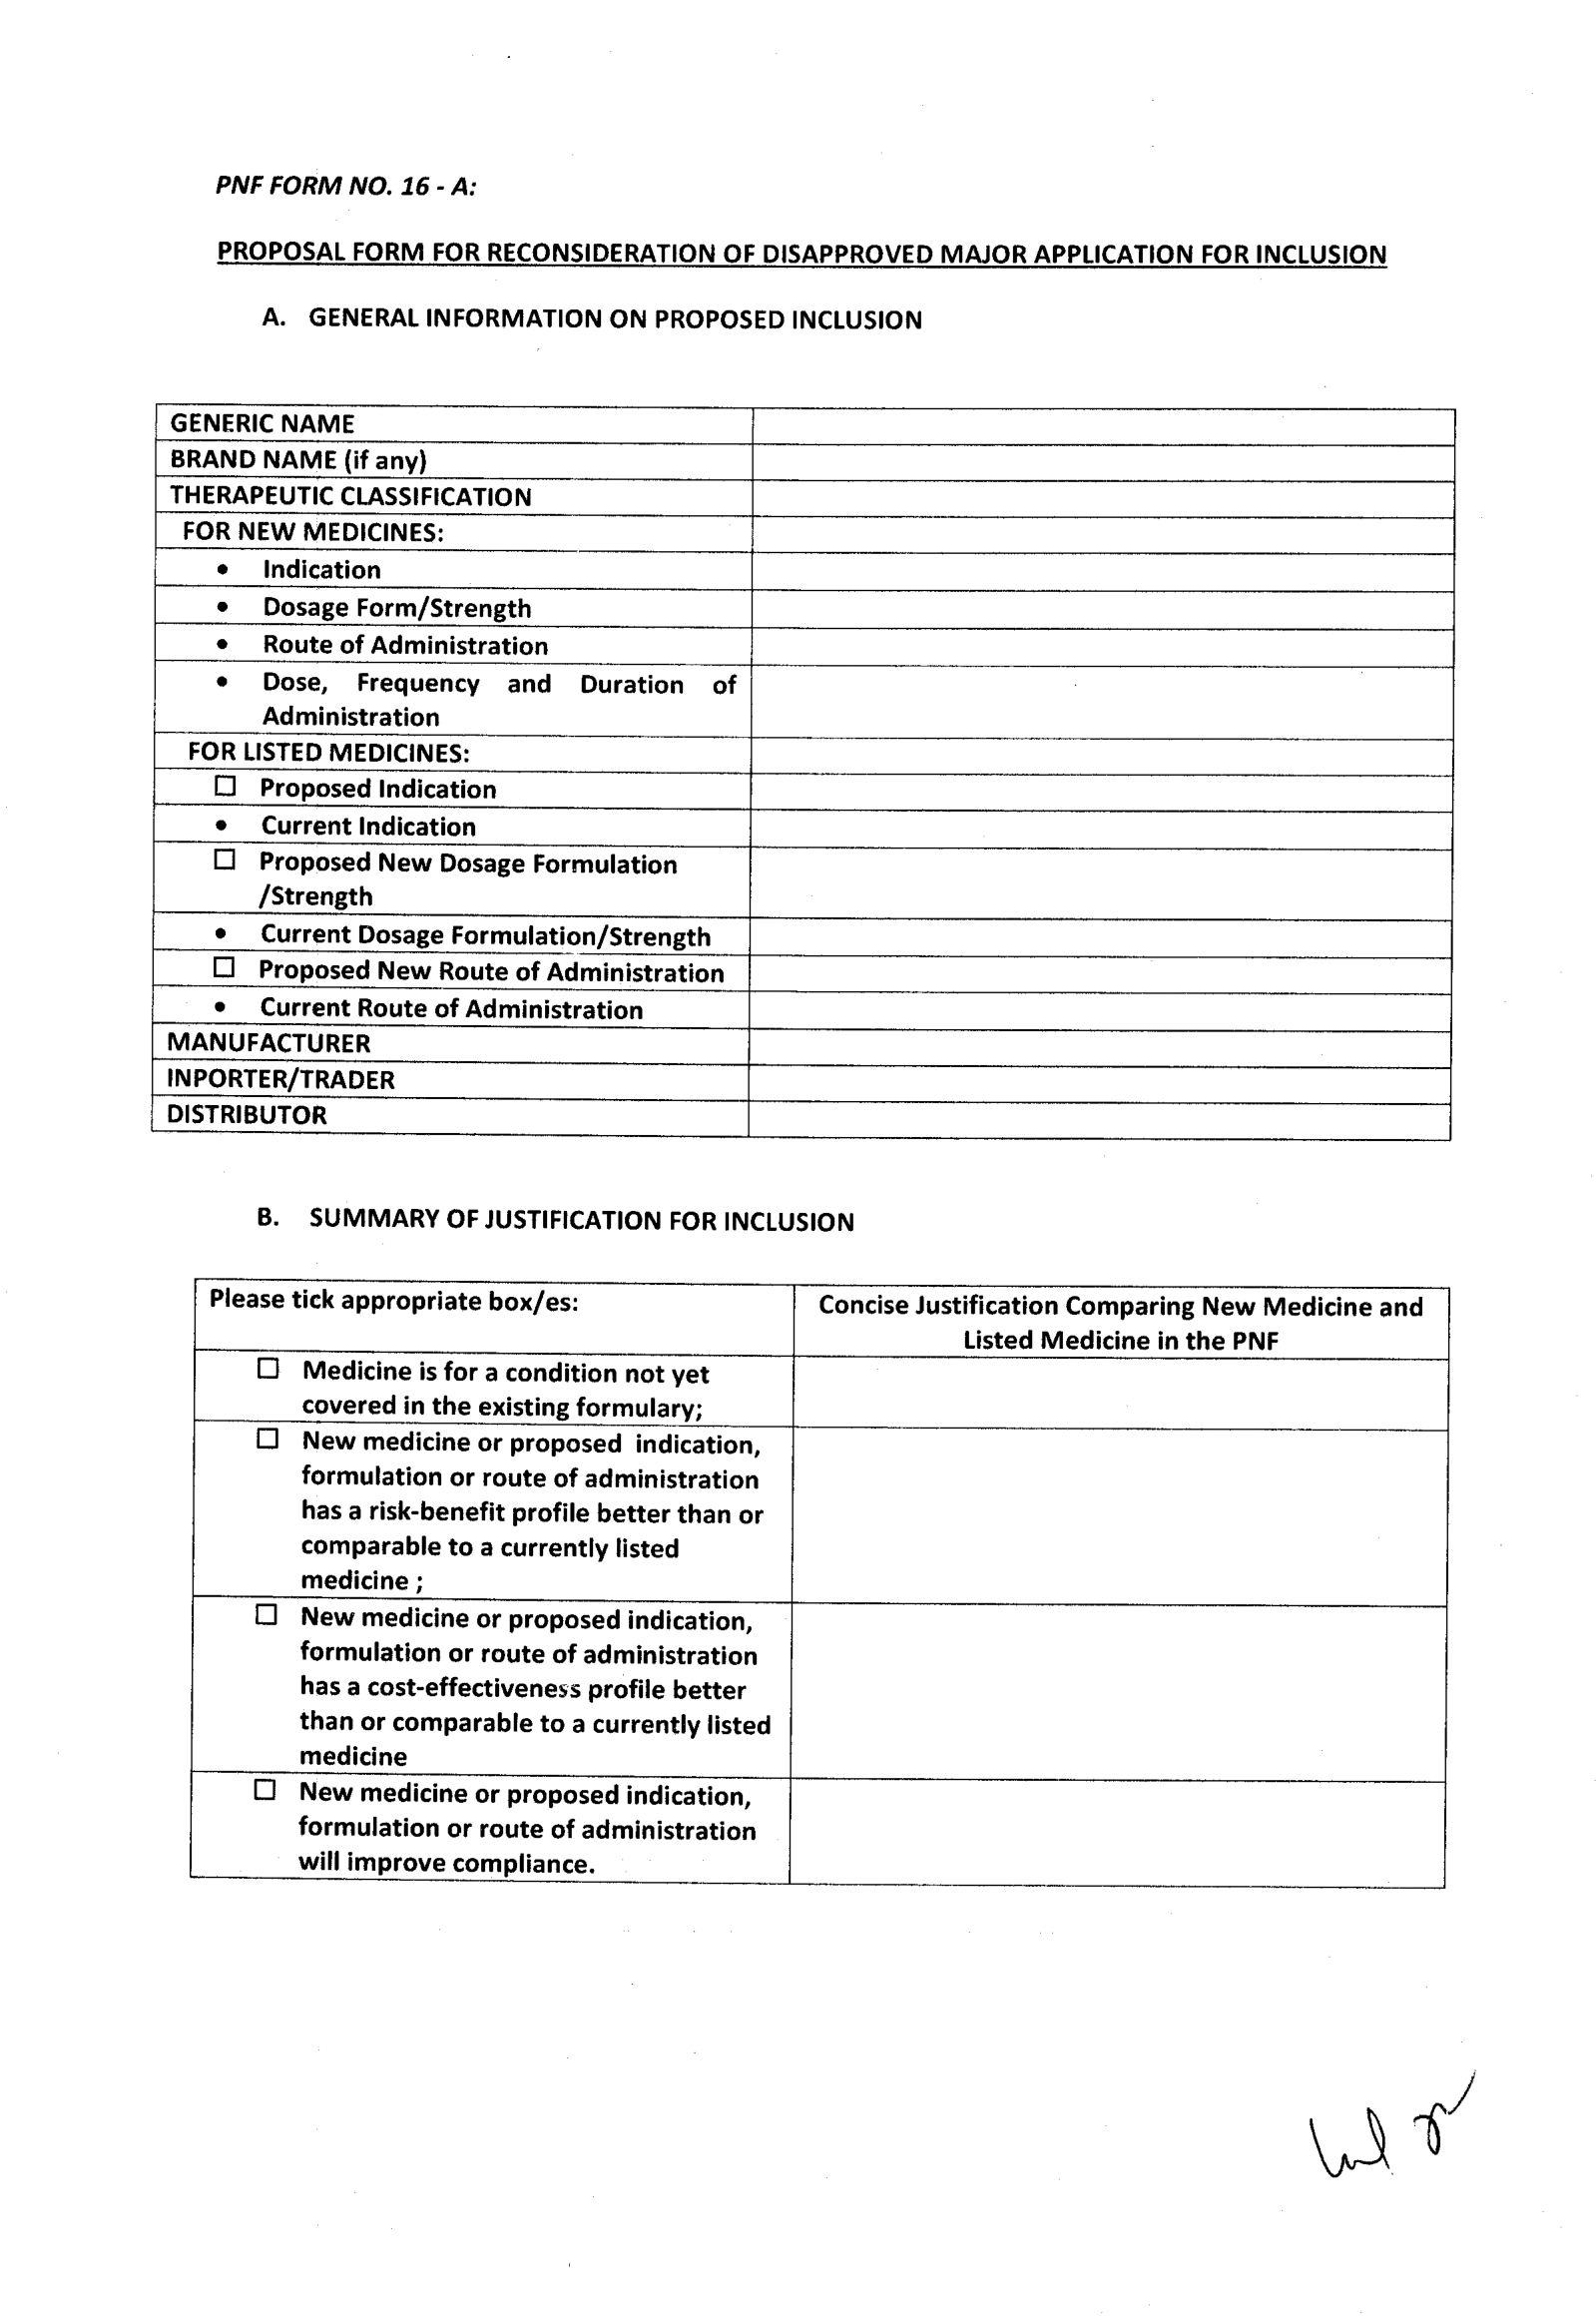 PNF FORM NO. 16 - A:
PROPOSAL FORM FOR RECONSIDERATION OF DISAPPROVED MAJOR APPLICATION FOR INCLUSION
A. GENERAL INFORMATION ON PROPOSED INCLUSION
GENERIC NAME
BRAND NAME (if any)
THERAPEUTIC CLASSIFICATION
FOR NEW MEDICINES:
• Indication
• Dosage Form/Strength
• Route of Administration
• Dose, Frequency and Duration of
Administration
FOR LISTED MEDICINES:
☐ Proposed Indication
• Current Indication
☐ Proposed New Dosage Formulation
/Strength
• Current Dosage Formulation/Strength
☐ Proposed New Route of Administration
• Current Route of Administration
MANUFACTURER
INPORTER/TRADER
DISTRIBUTOR
B. SUMMARY OF JUSTIFICATION FOR INCLUSION
Please tick appropriate box/es:
Concise Justification Comparing New Medicine and
Listed Medicine in the PNF
☐ Medicine is for a condition not yet
covered in the existing formulary;
☐ New medicine or proposed indication,
formulation or route of administration
has a risk-benefit profile better than or
comparable to a currently listed
medicine ;
☐ New medicine or proposed indication,
formulation or route of administration
has a cost-effectiveness profile better
than or comparable to a currently listed
medicine
☐ New medicine or proposed indication,
formulation or route of administration
will improve compliance.